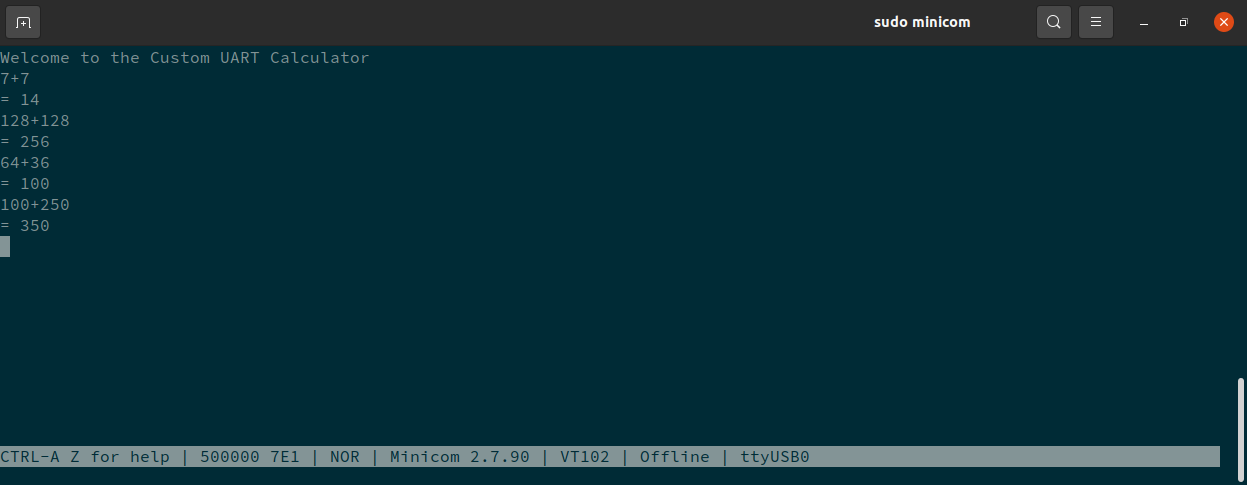 sudo minicom
Welcome to the Custom UART Calculator
7+7
= 14
128+128
= 256
64+36
= 100
100+250
= 350
CTRL-A Z for help | 500000 7E1 | NOR | Minicom 2.7.90 | VT102 | Offline | ttyUSB0